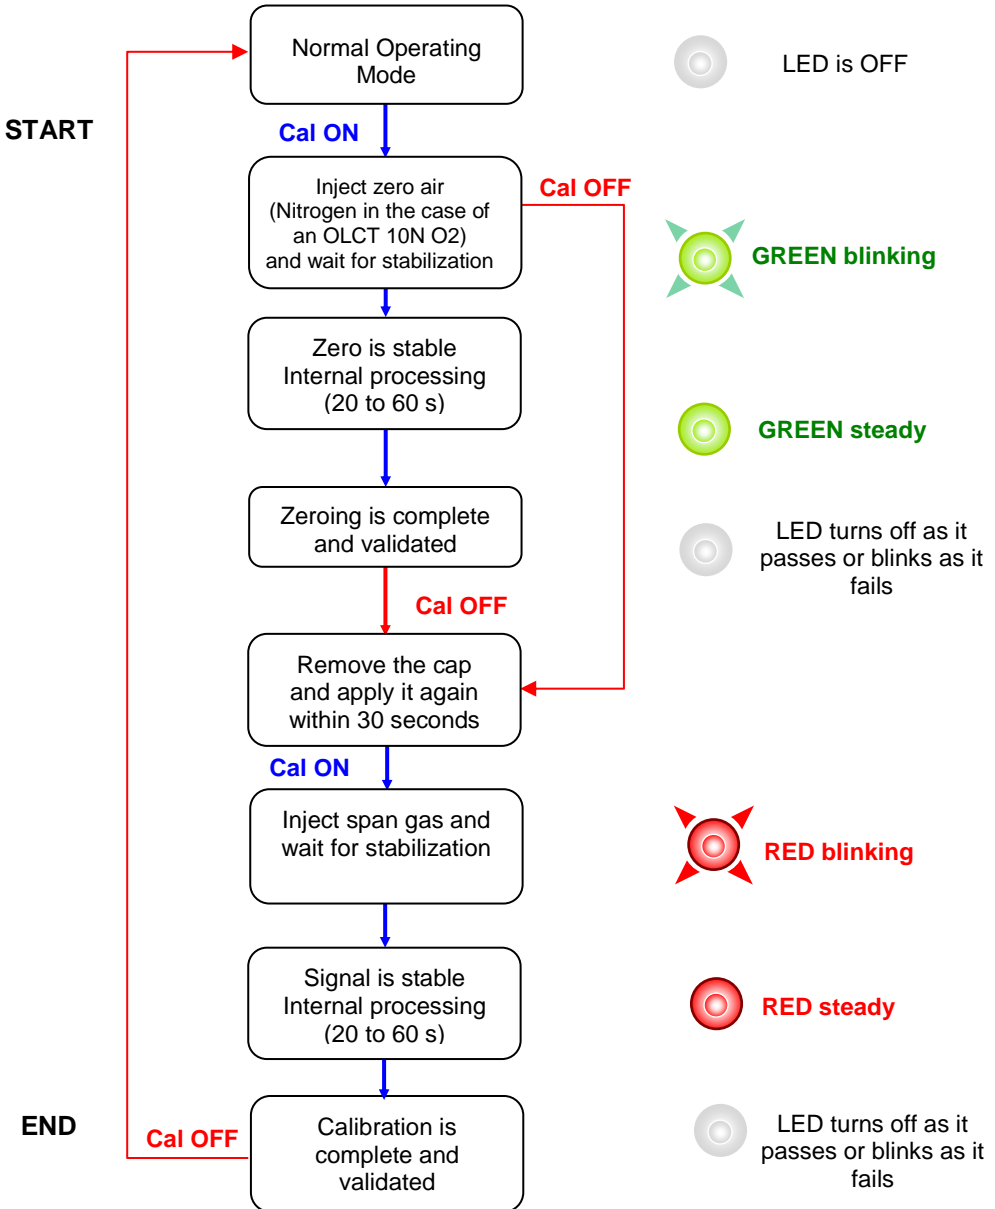 Normal Operating
Mode
LED is OFF
START
Cal ON
Inject zero air
(Nitrogen in the case of
an OLCT 10N O2)
and wait for stabilization
Cal OFF
GREEN blinking
Zero is stable
Internal processing
(20 to 60 s)
GREEN steady
Zeroing is complete
and validated
LED turns off as it
passes or blinks as it
fails
Cal OFF
Remove the cap
and apply it again
within 30 seconds
Cal ON
Inject span gas and
wait for stabilization
RED blinking
Signal is stable
Internal processing
(20 to 60 s)
RED steady
END
Cal OFF
Calibration is
complete and
validated
LED turns off as it
passes or blinks as it
fails